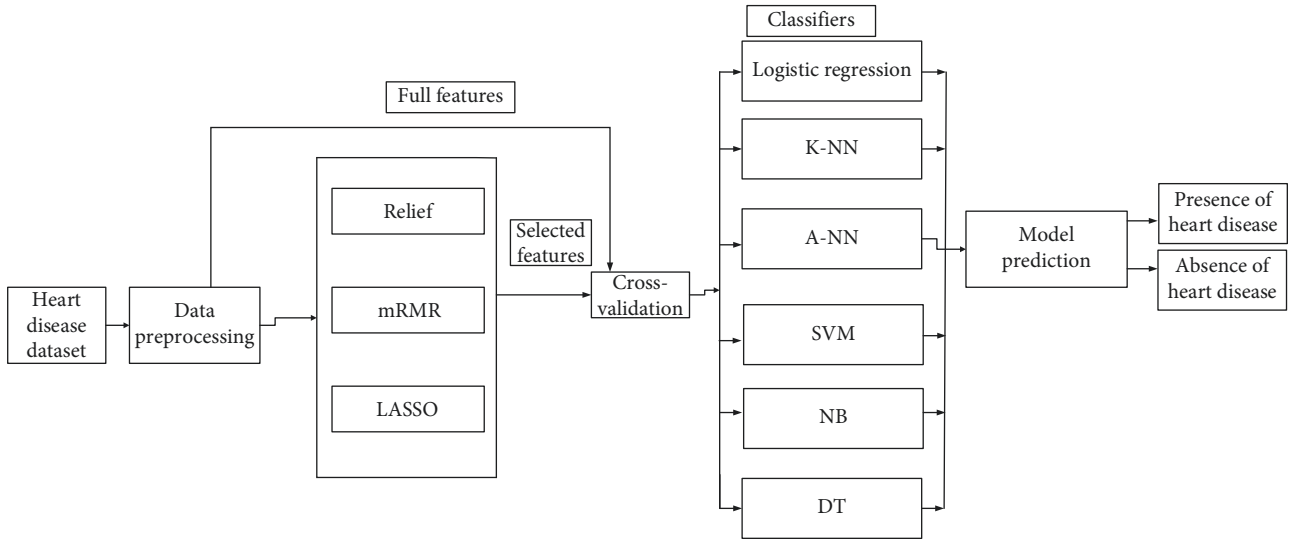 Heart
disease
dataset
Data
preprocessing
Full features
Relief
mRMR
LASSO
Selected
features
Cross-
validation
Classifiers
Logistic regression
K-NN
A-NN
SVM
NB
DT
Model
prediction
Presence of
heart disease
Absence of
heart disease